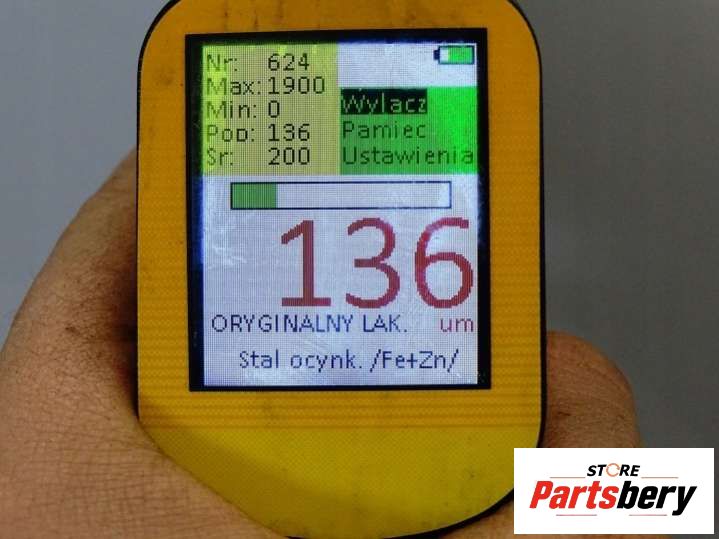 Nr: 624
Max: 1900
Min: 0
Pop: 136
Sr: 200
Wylacz
Pamiec
Ustawienia
136
ORYGINALNY LAK. um
Stal ocynk. /Fe+Zn/
STORE
Partsbery